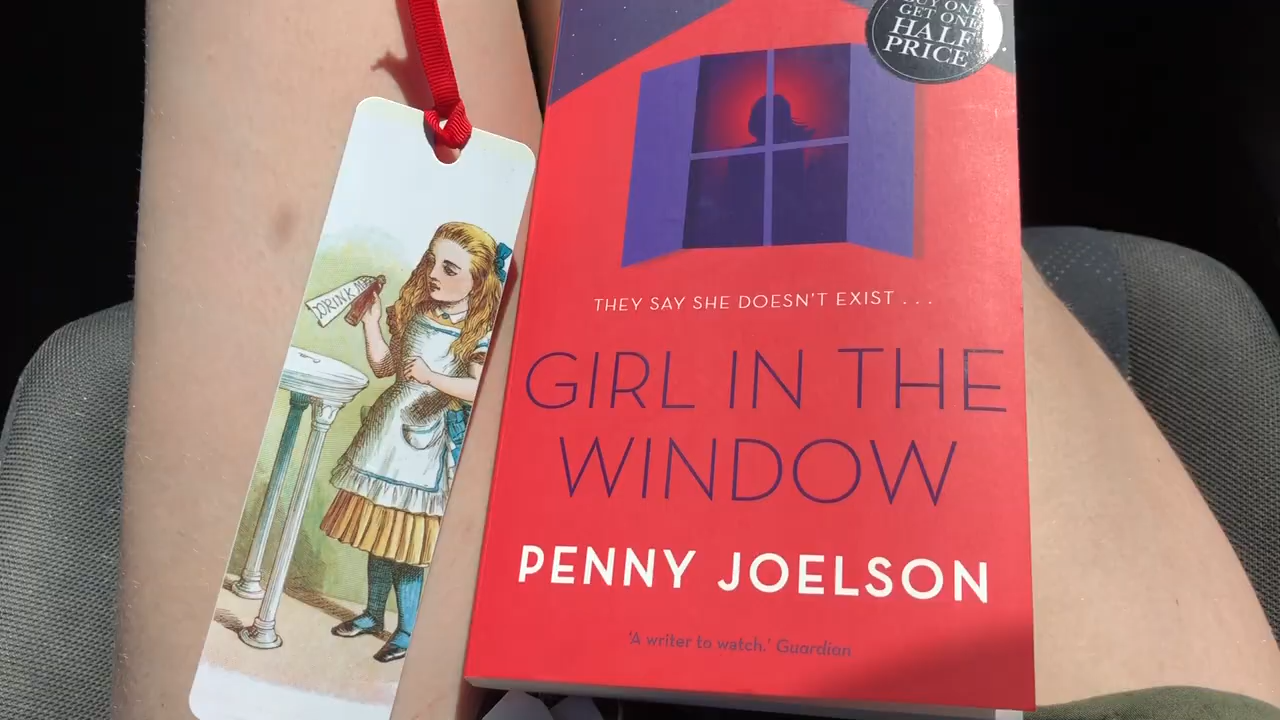 BUY ONE
GET ONE
HALF
PRICE
DRINK ME
THEY SAY SHE DOESN'T EXIST . . .
GIRL IN THE
WINDOW
PENNY JOELSON
'A writer to watch.' Guardian